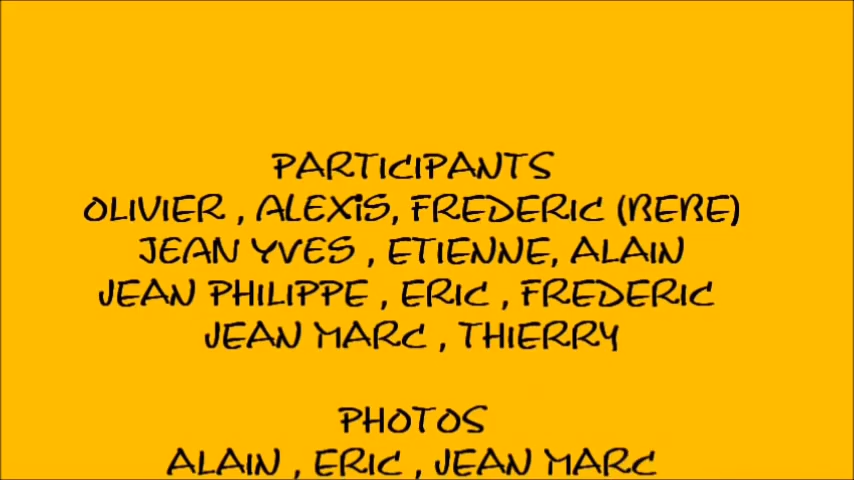 PARTICIPANTS
OLIVIER , ALEXiS, FREDERIC (BEBE)
JEAN YVES , ETIENNE, ALAIN
JEAN PHILIPPE , ERIC , FREDERIC
JEAN MARC , THIERRY
PHOTOS
ALAIN , ERIC , JEAN MARC